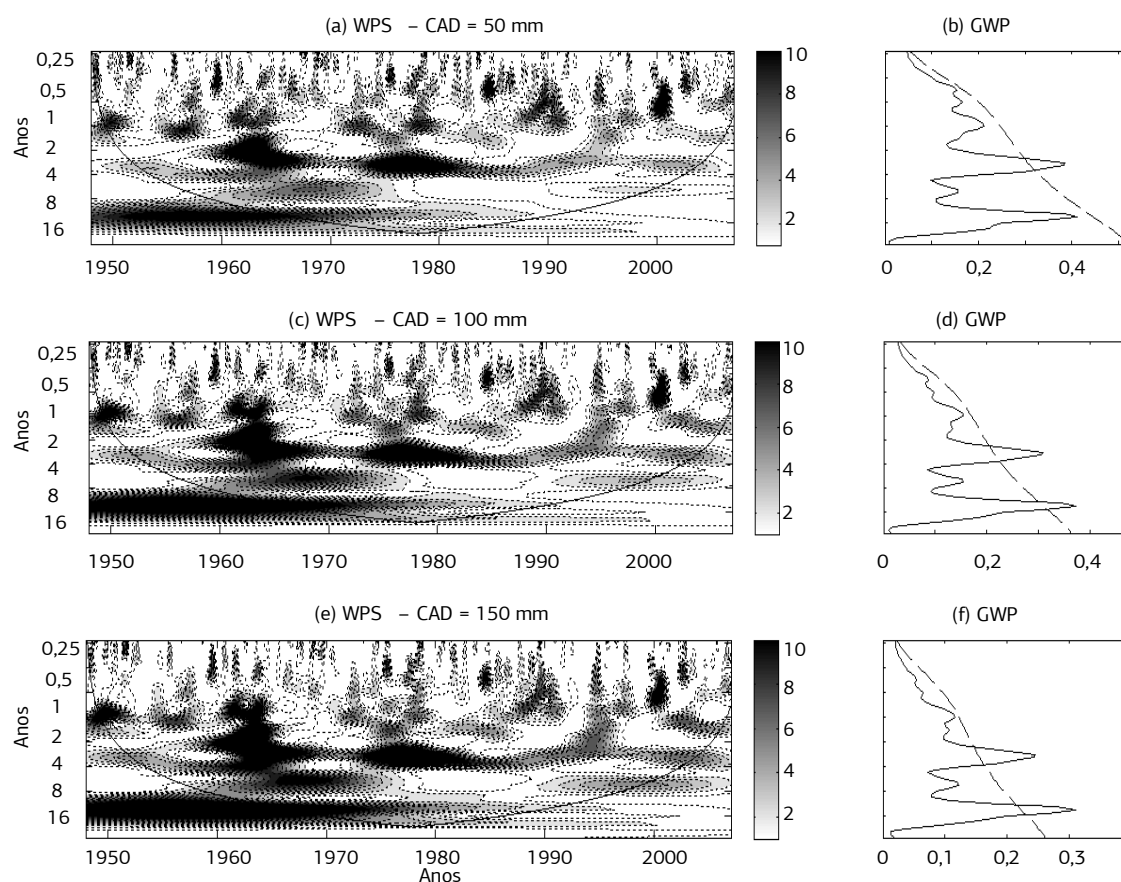 (a) WPS – CAD = 50 mm
(b) GWP
Anos
0,25
0,5
1
2
4
8
16
1950 1960 1970 1980 1990 2000
10
8
6
4
2
0 0,2 0,4
(c) WPS – CAD = 100 mm
(d) GWP
Anos
0,25
0,5
1
2
4
8
16
1950 1960 1970 1980 1990 2000
10
8
6
4
2
0 0,2 0,4
(e) WPS – CAD = 150 mm
(f) GWP
Anos
0,25
0,5
1
2
4
8
16
1950 1960 1970 1980 1990 2000
Anos
10
8
6
4
2
0 0,1 0,2 0,3